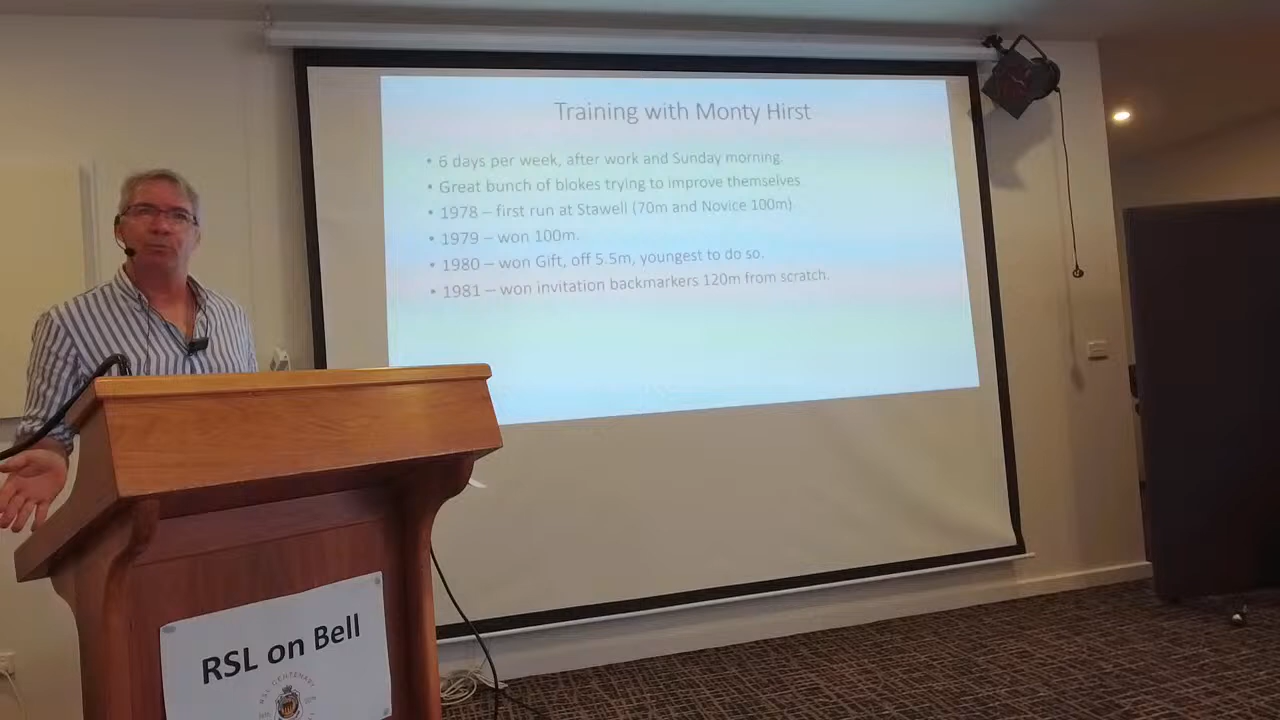 Training with Monty Hirst
• 6 days per week, after work and Sunday morning.
• Great bunch of blokes trying to improve themselves
• 1978 – first run at Stawell (70m and Novice 100m)
• 1979 – won 100m.
• 1980 – won Gift, off 5.5m, youngest to do so.
• 1981 – won invitation backmarkers 120m from scratch.
RSL on Bell
RSL CENTENARY